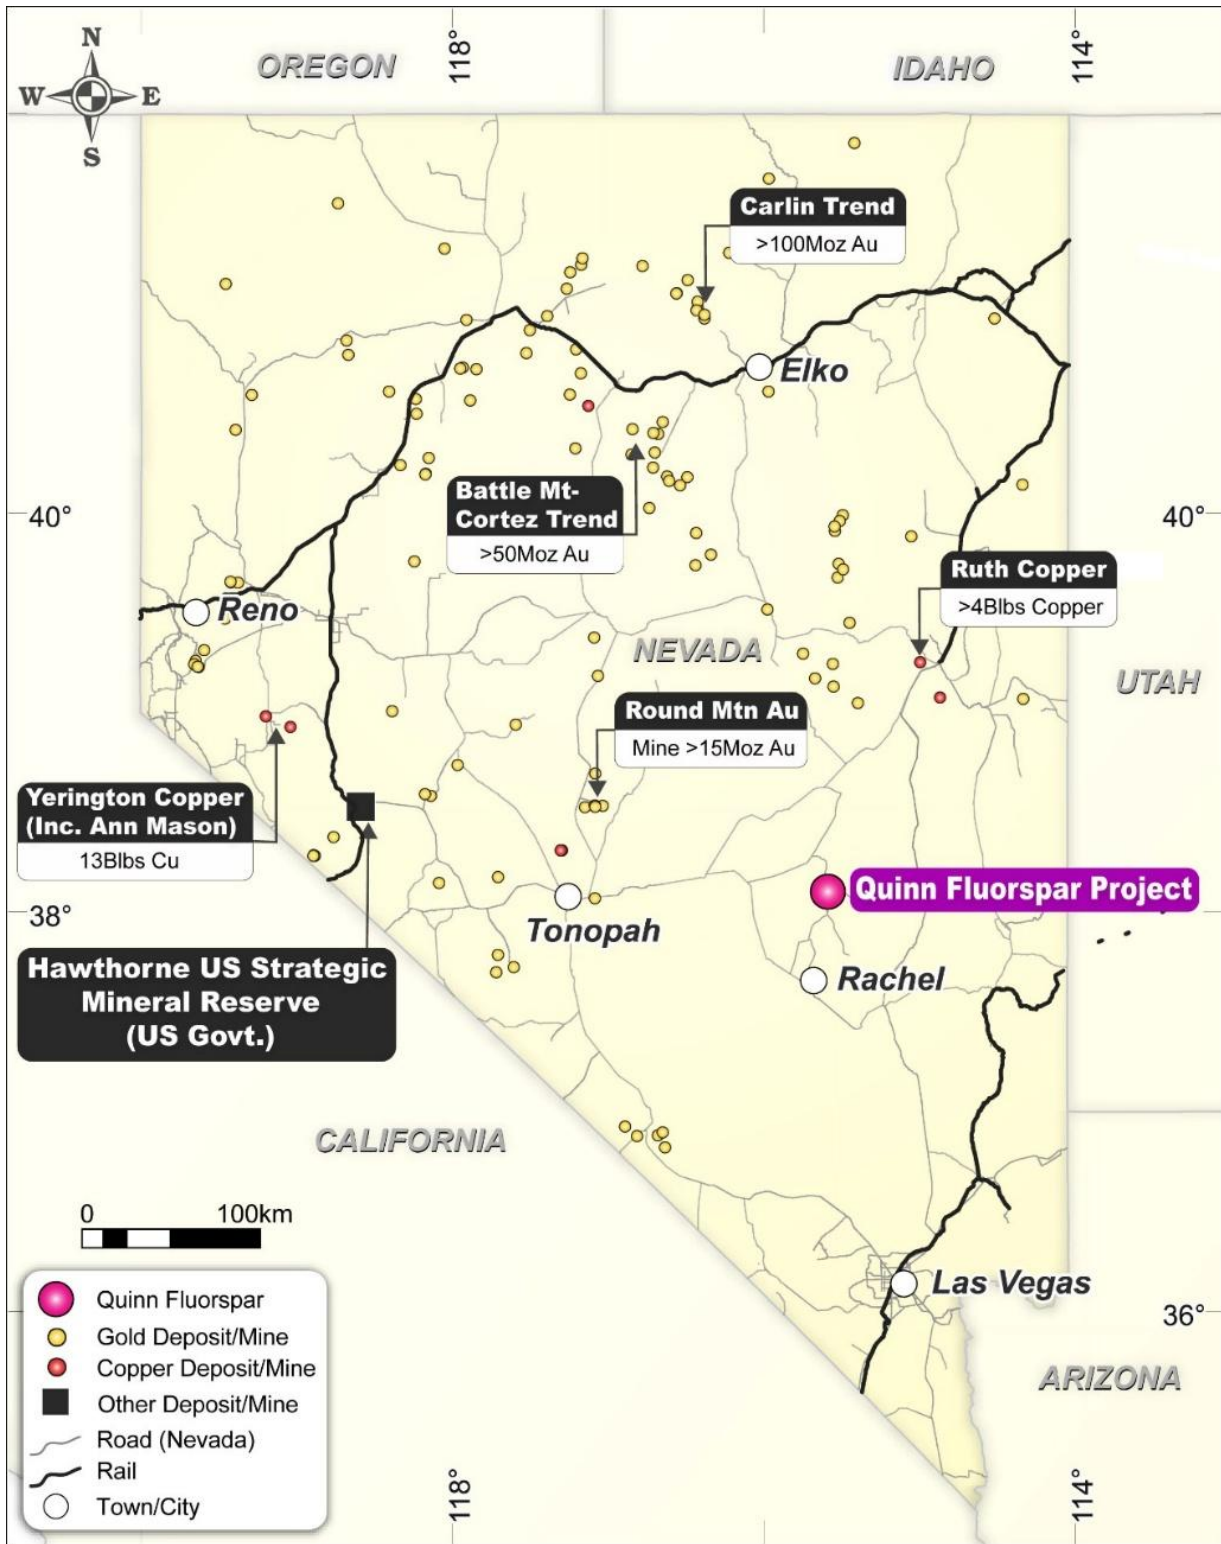 N
W E
S
OREGON
118°
IDAHO
114°
Carlin Trend
>100Moz Au
Elko
Battle Mt-
Cortez Trend
>50Moz Au
40°
40°
Ruth Copper
>4Blbs Copper
Reno
NEVADA
UTAH
Round Mtn Au
Mine >15Moz Au
Yerington Copper
(Inc. Ann Mason)
13Blbs Cu
Quinn Fluorspar Project
38°
Tonopah
Rachel
Hawthorne US Strategic
Mineral Reserve
(US Govt.)
CALIFORNIA
0 100km
Las Vegas
36°
ARIZONA
Quinn Fluorspar
Gold Deposit/Mine
Copper Deposit/Mine
Other Deposit/Mine
Road (Nevada)
Rail
Town/City
118°
114°